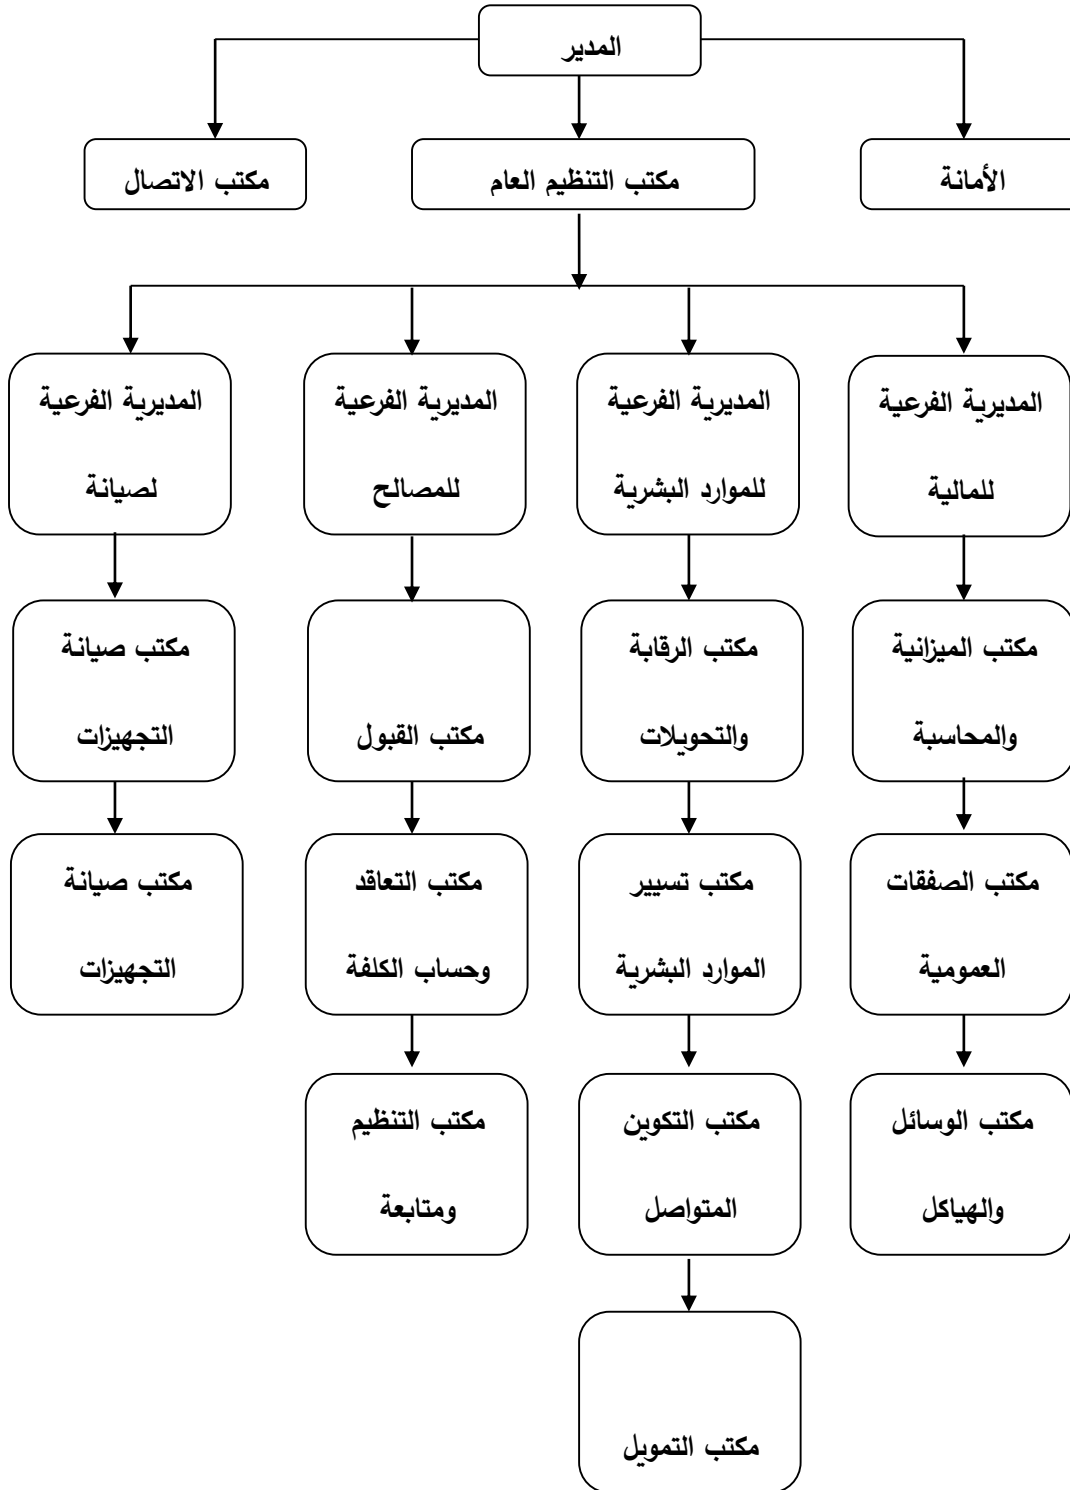 المدير
الأمانة
مكتب التنظيم العام
مكتب الاتصال
المديرية الفرعية
للمالية
المديرية الفرعية
للموارد البشرية
المديرية الفرعية
للمصالح
المديرية الفرعية
لصيانة
مكتب الميزانية
والمحاسبة
مكتب الرقابة
والتحويلات
مكتب القبول
مكتب صيانة
التجهيزات
مكتب الصفقات
العمومية
مكتب تسيير
الموارد البشرية
مكتب التعاقد
وحساب الكلفة
مكتب صيانة
التجهيزات
مكتب الوسائل
والهياكل
مكتب التكوين
المتواصل
مكتب التنظيم
ومتابعة
مكتب التمويل